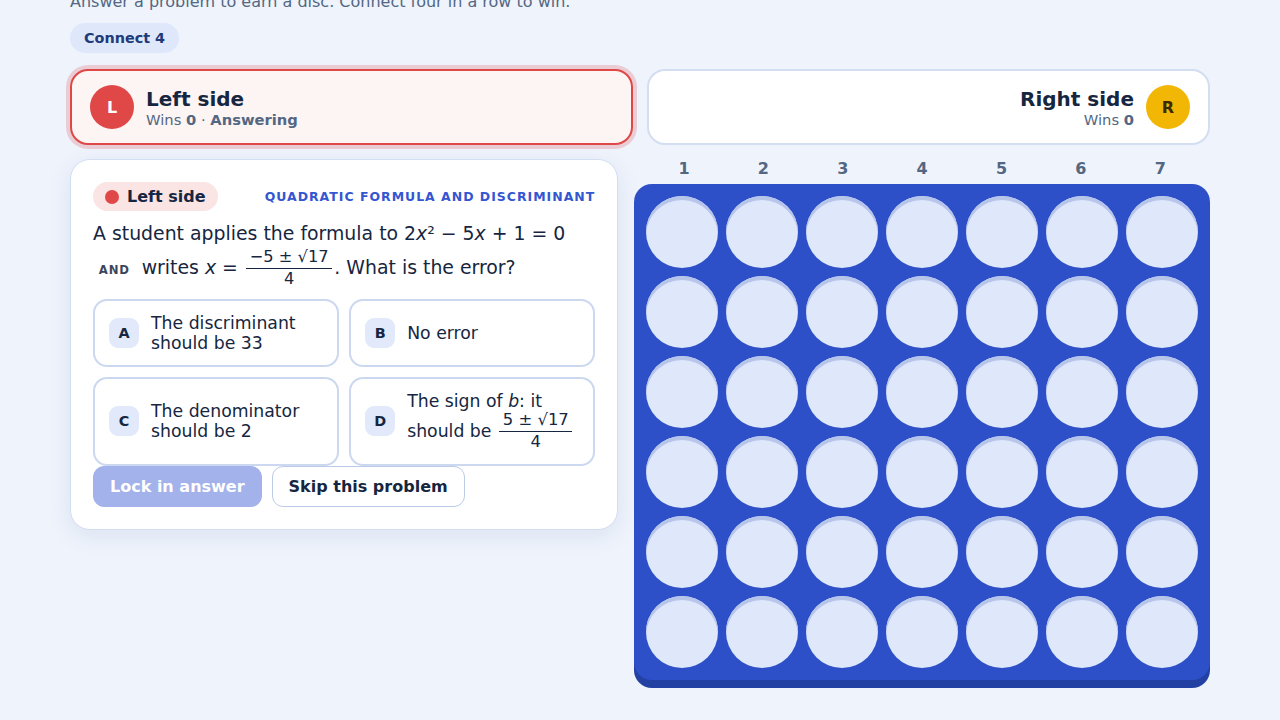 Answer a problem to earn a disc. Connect four in a row to win.
Connect 4
L
Left side
Wins 0 · Answering
Right side
Wins 0
R
Left side
QUADRATIC FORMULA AND DISCRIMINANT
A student applies the formula to 2x² − 5x + 1 = 0
AND writes x = (−5 ± √17)/4. What is the error?
A
The discriminant
should be 33
B
No error
C
The denominator
should be 2
D
The sign of b: it
should be (5 ± √17)/4
Lock in answer
Skip this problem
1 2 3 4 5 6 7